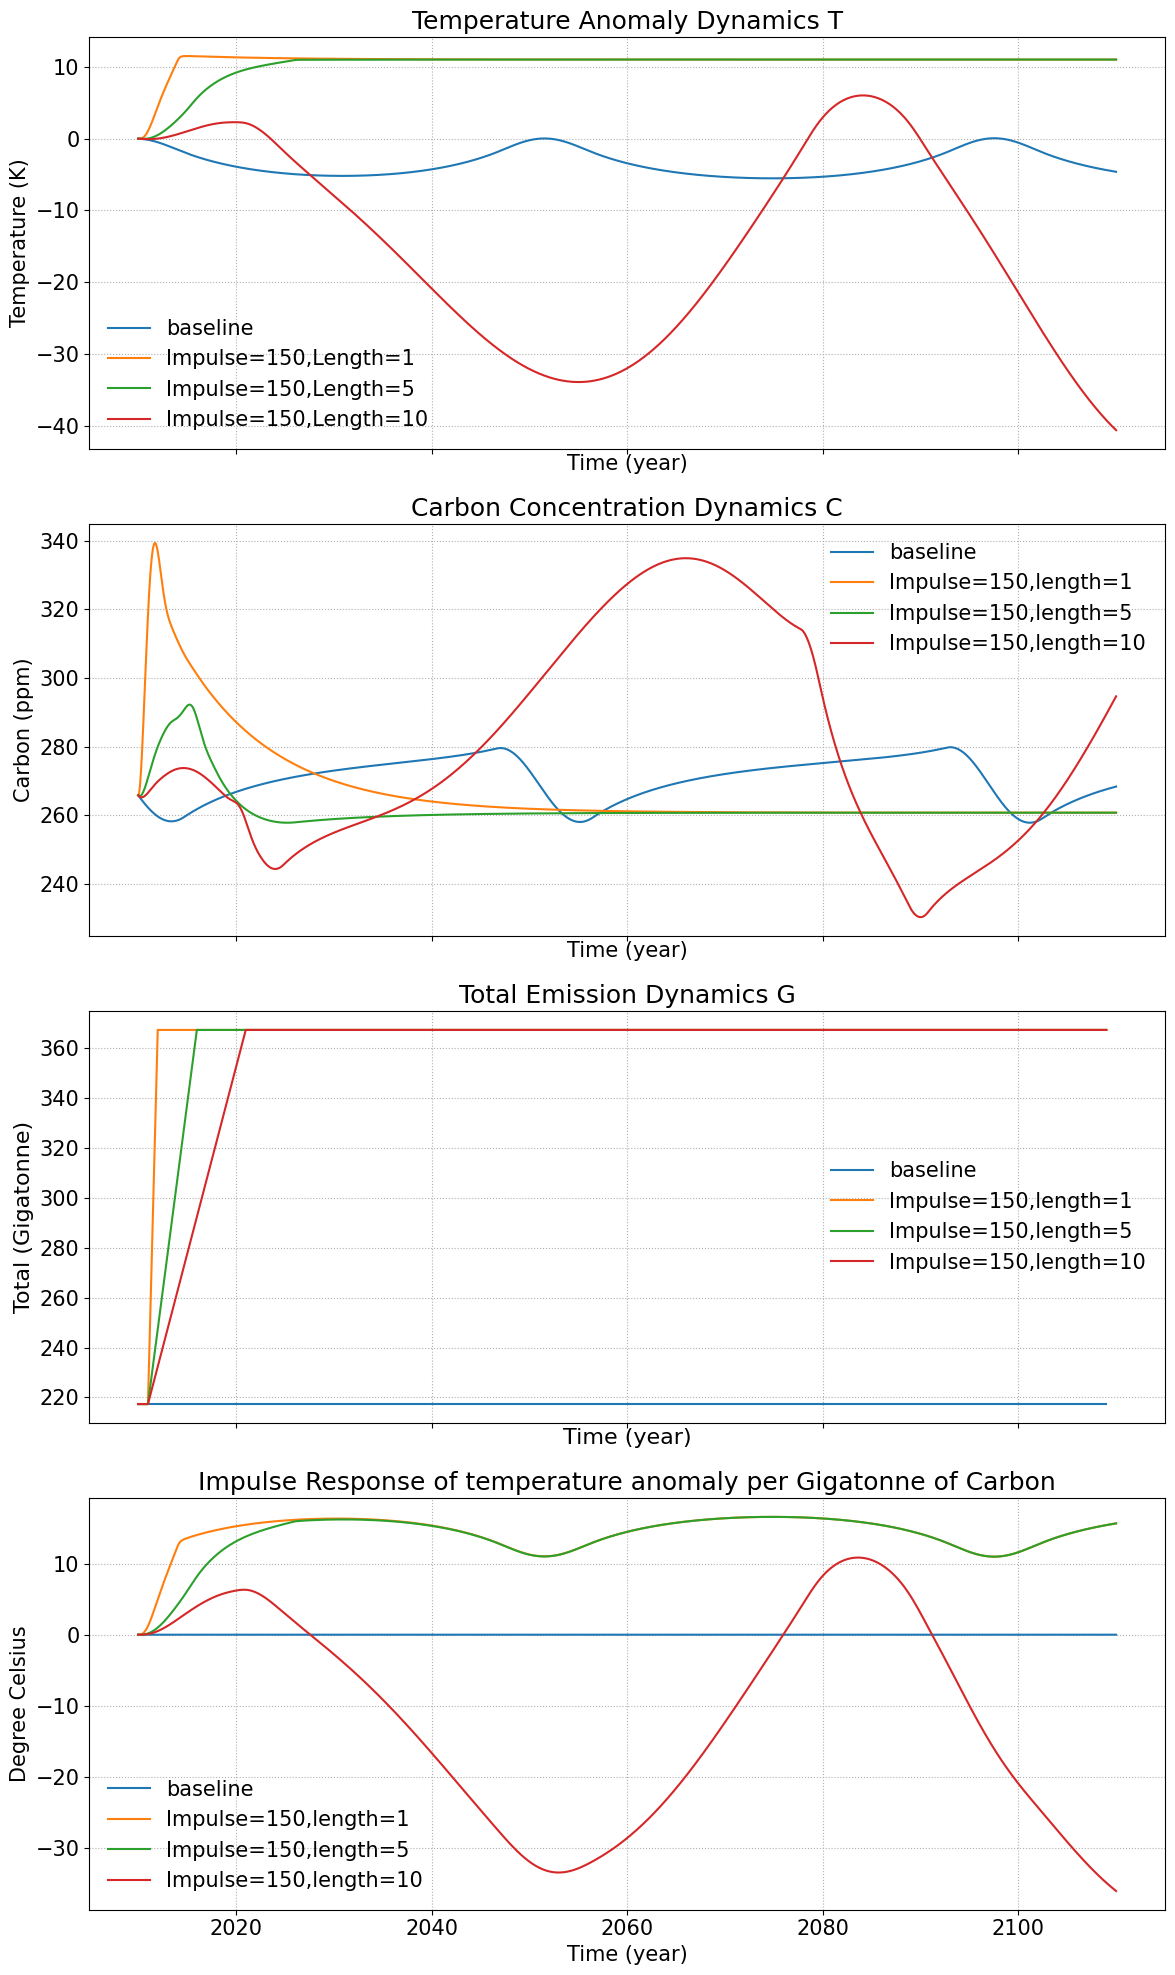 Temperature Anomaly Dynamics T
10
0
−10
−20
−30
−40
Temperature (K)
baseline
Impulse=150,Length=1
Impulse=150,Length=5
Impulse=150,Length=10
Time (year)
Carbon Concentration Dynamics C
340
320
300
280
260
240
Carbon (ppm)
baseline
Impulse=150,length=1
Impulse=150,length=5
Impulse=150,length=10
Time (year)
Total Emission Dynamics G
360
340
320
300
280
260
240
220
Total (Gigatonne)
baseline
Impulse=150,length=1
Impulse=150,length=5
Impulse=150,length=10
Time (year)
Impulse Response of temperature anomaly per Gigatonne of Carbon
10
0
−10
−20
−30
Degree Celsius
baseline
Impulse=150,length=1
Impulse=150,length=5
Impulse=150,length=10
2020 2040 2060 2080 2100
Time (year)